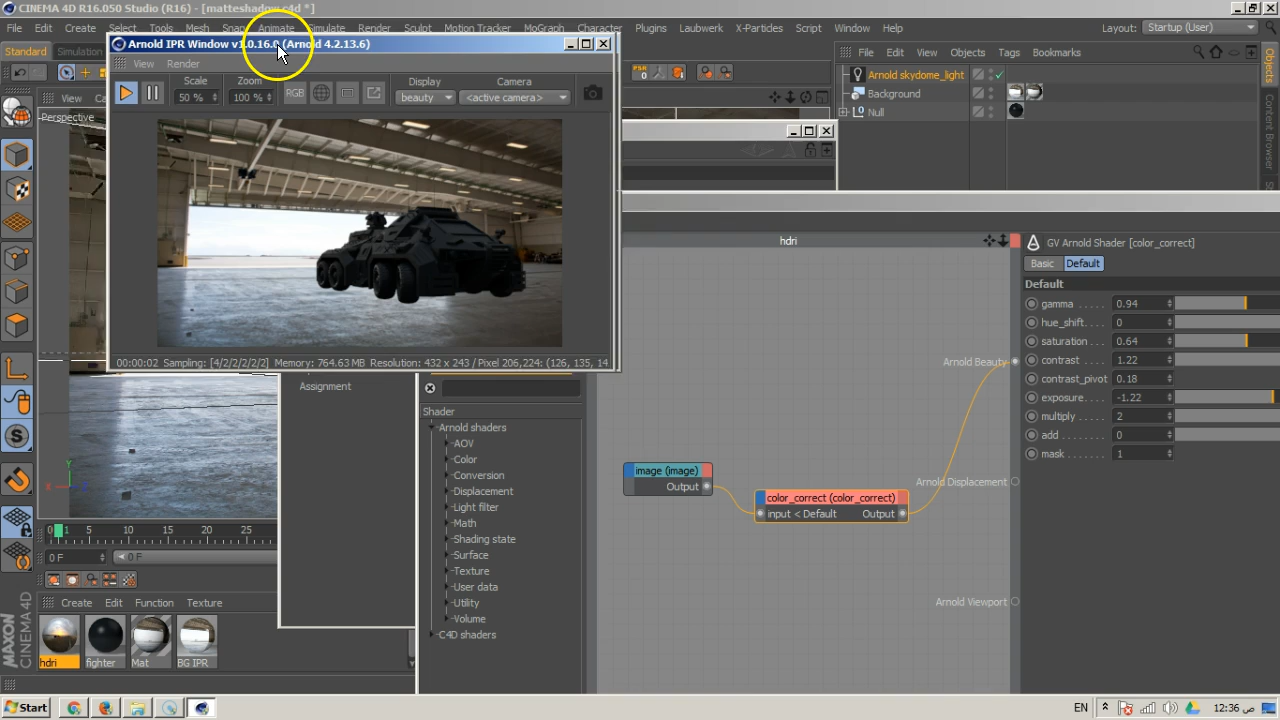 CINEMA 4D R16.050 Studio (R16) - [matteshadow.c4d *]
File Edit Create Select Tools Mesh Snap Animate Simulate Render Sculpt Motion Tracker MoGraph Character Plugins Lubawerk X-Particles Script Window Help Layout: Startup (User)
Standard Simulation
PSR
0
File Edit View Objects Tags Bookmarks
Arnold IPR Window v1.0.16.0 (Arnold 4.2.13.6)
View Render
Scale Zoom Display Camera
50 % 100 % RGB beauty <active camera>
View
Perspective
Arnold skydome_light
Background
Null
Objects
Content Browser
00:00:02 Sampling: [4/2/2/2/2/2] Memory: 764.63 MB Resolution: 432 x 243 / Pixel 206,224: (126, 135, 14
Assignment
Shader
Arnold shaders
AOV
Color
Conversion
Displacement
Light filter
Math
Shading state
Surface
Texture
User data
Utility
Volume
C4D shaders
hdri
Arnold Beauty
image (image)
Output
color_correct (color_correct)
input < Default Output
Arnold Displacement
Arnold Viewport
GV Arnold Shader [color_correct]
Basic Default
Default
gamma . . . . 0.94
hue_shift. . . 0
saturation . . 0.64
contrast . . . 1.22
contrast_pivot 0.18
exposure. . . -1.22
multiply . . . 2
add . . . . . 0
mask . . . . . 1
Y
X
0 1 5 10 15 20 25
0 F 0 F
Create Edit Function Texture
hdri fighter Mat BG IPR
MAXON
CINEMA 4D
Start
EN 12:36 ص